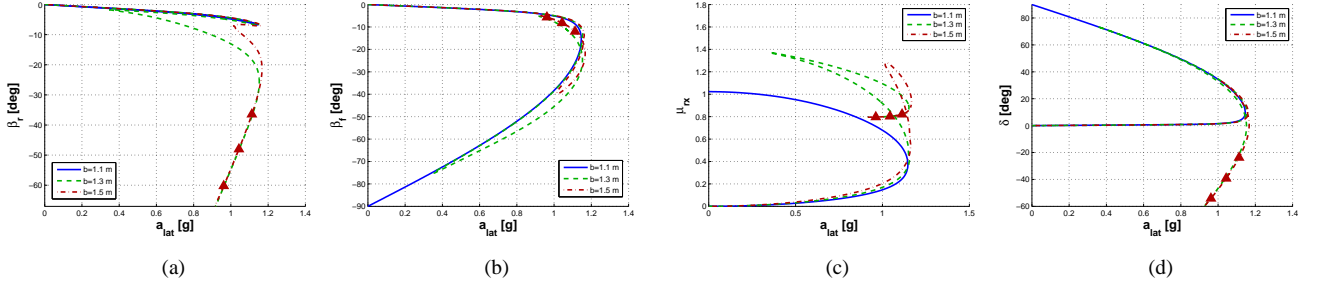 0
−10
−20
−30
−40
−50
−60
0 0.2 0.4 0.6 0.8 1 1.2 1.4
β_r [deg]
a_lat [g]
b=1.1 m
b=1.3 m
b=1.5 m
(a)
0
−10
−20
−30
−40
−50
−60
−70
−80
−90
0 0.2 0.4 0.6 0.8 1 1.2 1.4
β_f [deg]
a_lat [g]
b=1.1 m
b=1.3 m
b=1.5 m
(b)
1.8
1.6
1.4
1.2
1
0.8
0.6
0.4
0.2
0
0 0.5 1 1.5
μ_rx
a_lat [g]
b=1.1 m
b=1.3 m
b=1.5 m
(c)
80
60
40
20
0
−20
−40
−60
0 0.2 0.4 0.6 0.8 1 1.2 1.4
δ [deg]
a_lat [g]
b=1.1 m
b=1.3 m
b=1.5 m
(d)